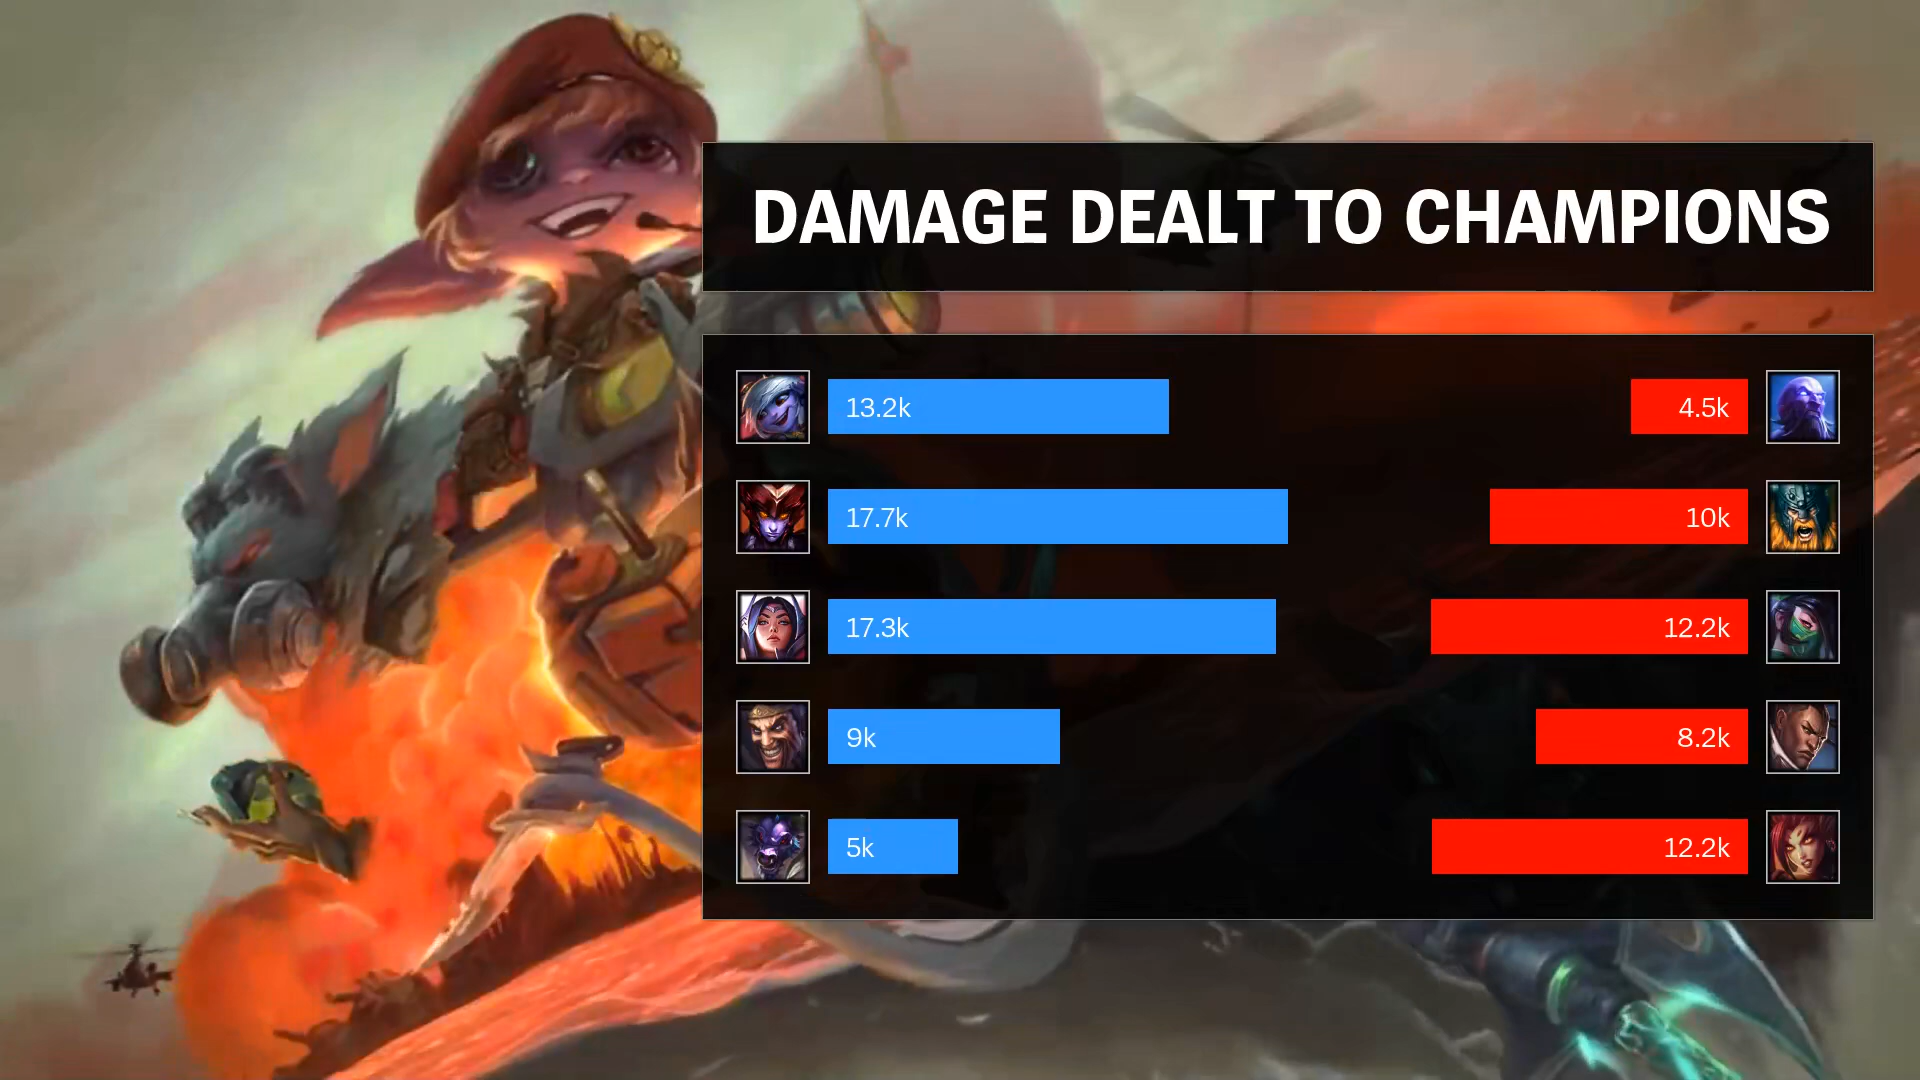 DAMAGE DEALT TO CHAMPIONS
13.2k 4.5k
17.7k 10k
17.3k 12.2k
9k 8.2k
5k 12.2k